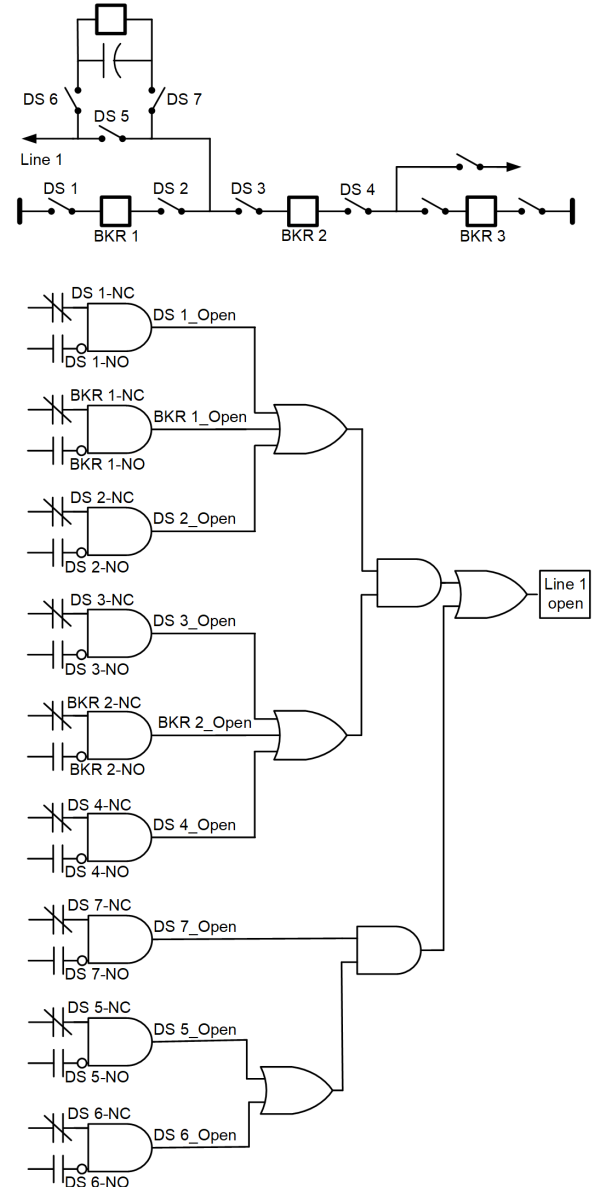 DS 6
DS 7
DS 5
Line 1
DS 1
DS 2
DS 3
DS 4
BKR 1
BKR 2
BKR 3
DS 1-NC
DS 1_Open
DS 1-NO
BKR 1-NC
BKR 1_Open
BKR 1-NO
DS 2-NC
DS 2_Open
DS 2-NO
DS 3-NC
DS 3_Open
DS 3-NO
BKR 2-NC
BKR 2_Open
BKR 2-NO
DS 4-NC
DS 4_Open
DS 4-NO
DS 7-NC
DS 7_Open
DS 7-NO
DS 5-NC
DS 5_Open
DS 5-NO
DS 6-NC
DS 6_Open
DS 6-NO
Line 1
open